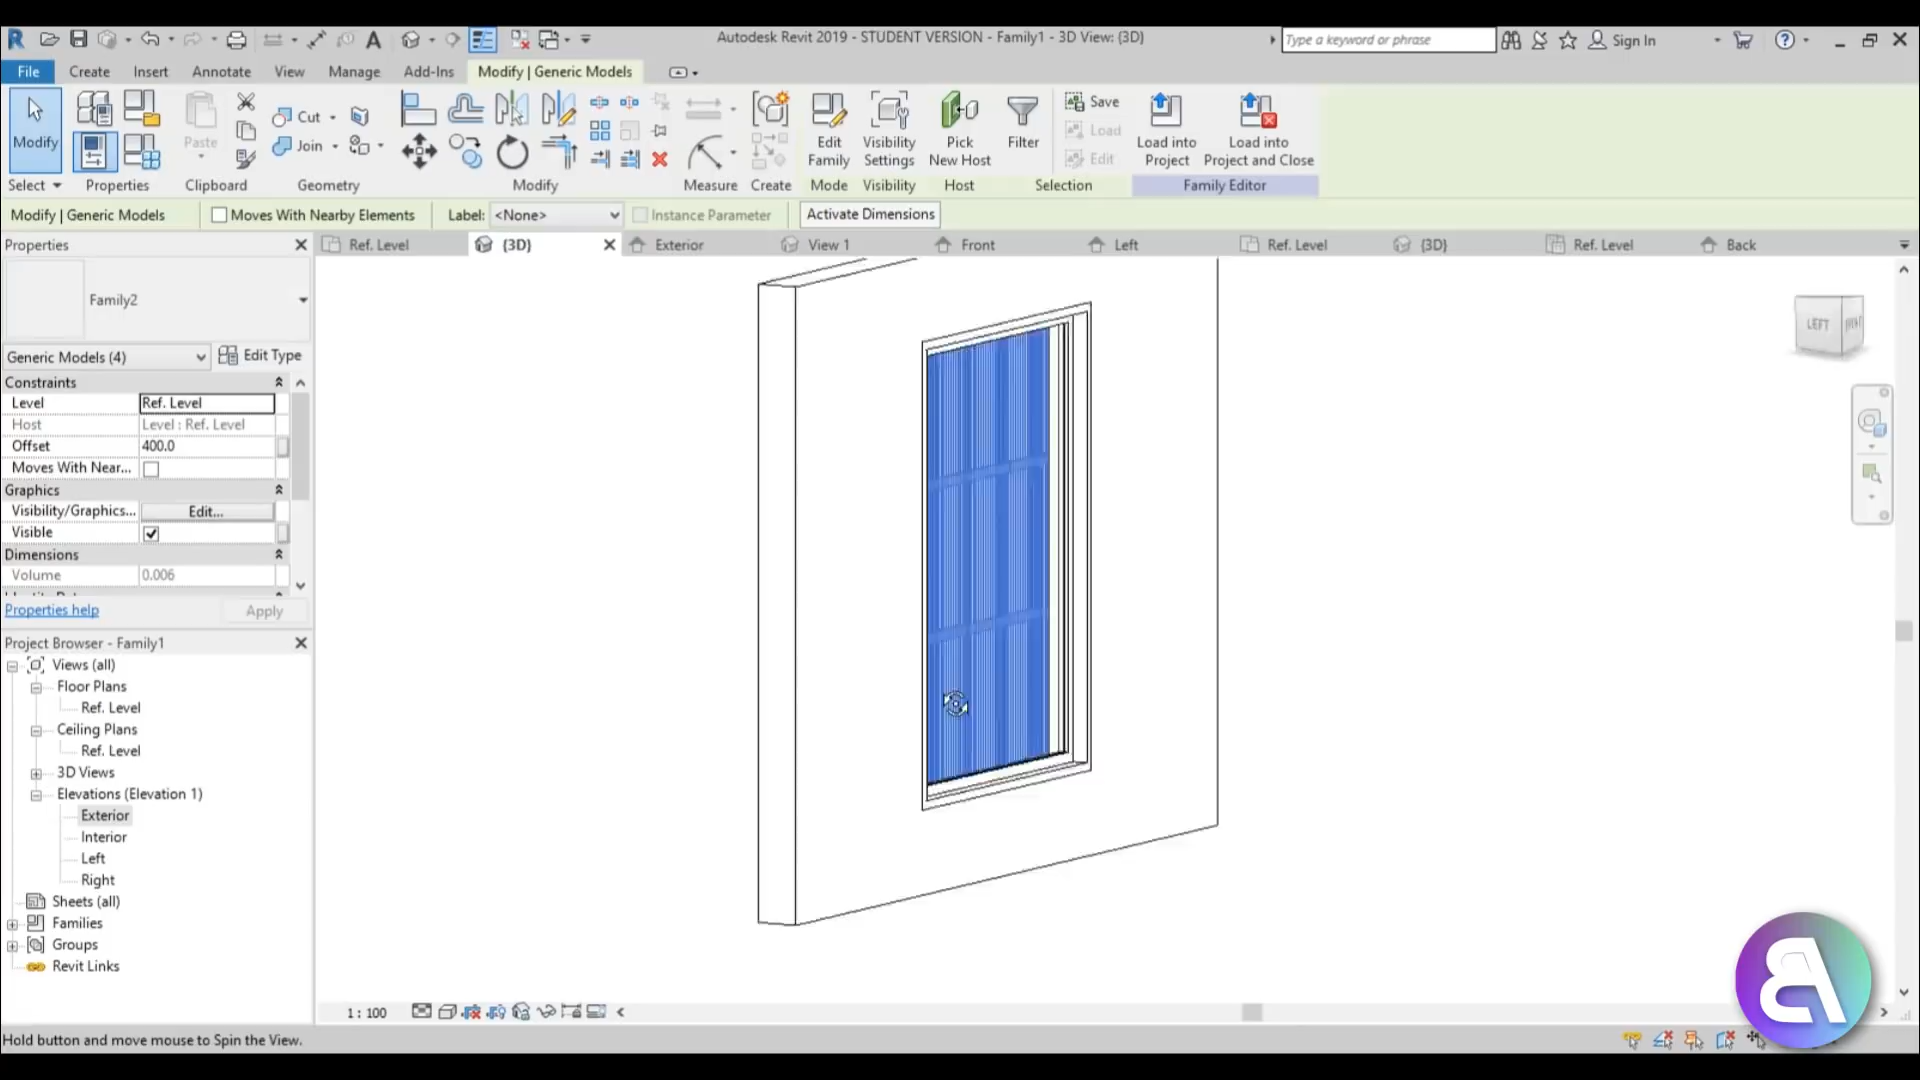 Autodesk Revit 2019 - STUDENT VERSION - Family1 - 3D View: {3D}
Type a keyword or phrase
Sign In
File Create Insert Annotate View Manage Add-Ins Modify | Generic Models
Modify
Paste
Cut
Join
Edit Family
Visibility Settings
Pick New Host
Filter
Save
Load
Edit
Load into Project
Load into Project and Close
Select Properties Clipboard Geometry Modify Measure Create Mode Visibility Host Selection Family Editor
Modify | Generic Models Moves With Nearby Elements Label: <None> Instance Parameter Activate Dimensions
Properties
Ref. Level {3D} Exterior View 1 Front Left Ref. Level {3D} Ref. Level Back
Family2
Generic Models (4) Edit Type
Constraints
Level Ref. Level
Host Level : Ref. Level
Offset 400.0
Moves With Near...
Graphics
Visibility/Graphics... Edit...
Visible
Dimensions
Volume 0.006
Properties help Apply
Project Browser - Family1
Views (all)
Floor Plans
Ref. Level
Ceiling Plans
Ref. Level
3D Views
Elevations (Elevation 1)
Exterior
Interior
Left
Right
Sheets (all)
Families
Groups
Revit Links
LEFT
1 : 100
Hold button and move mouse to Spin the View.